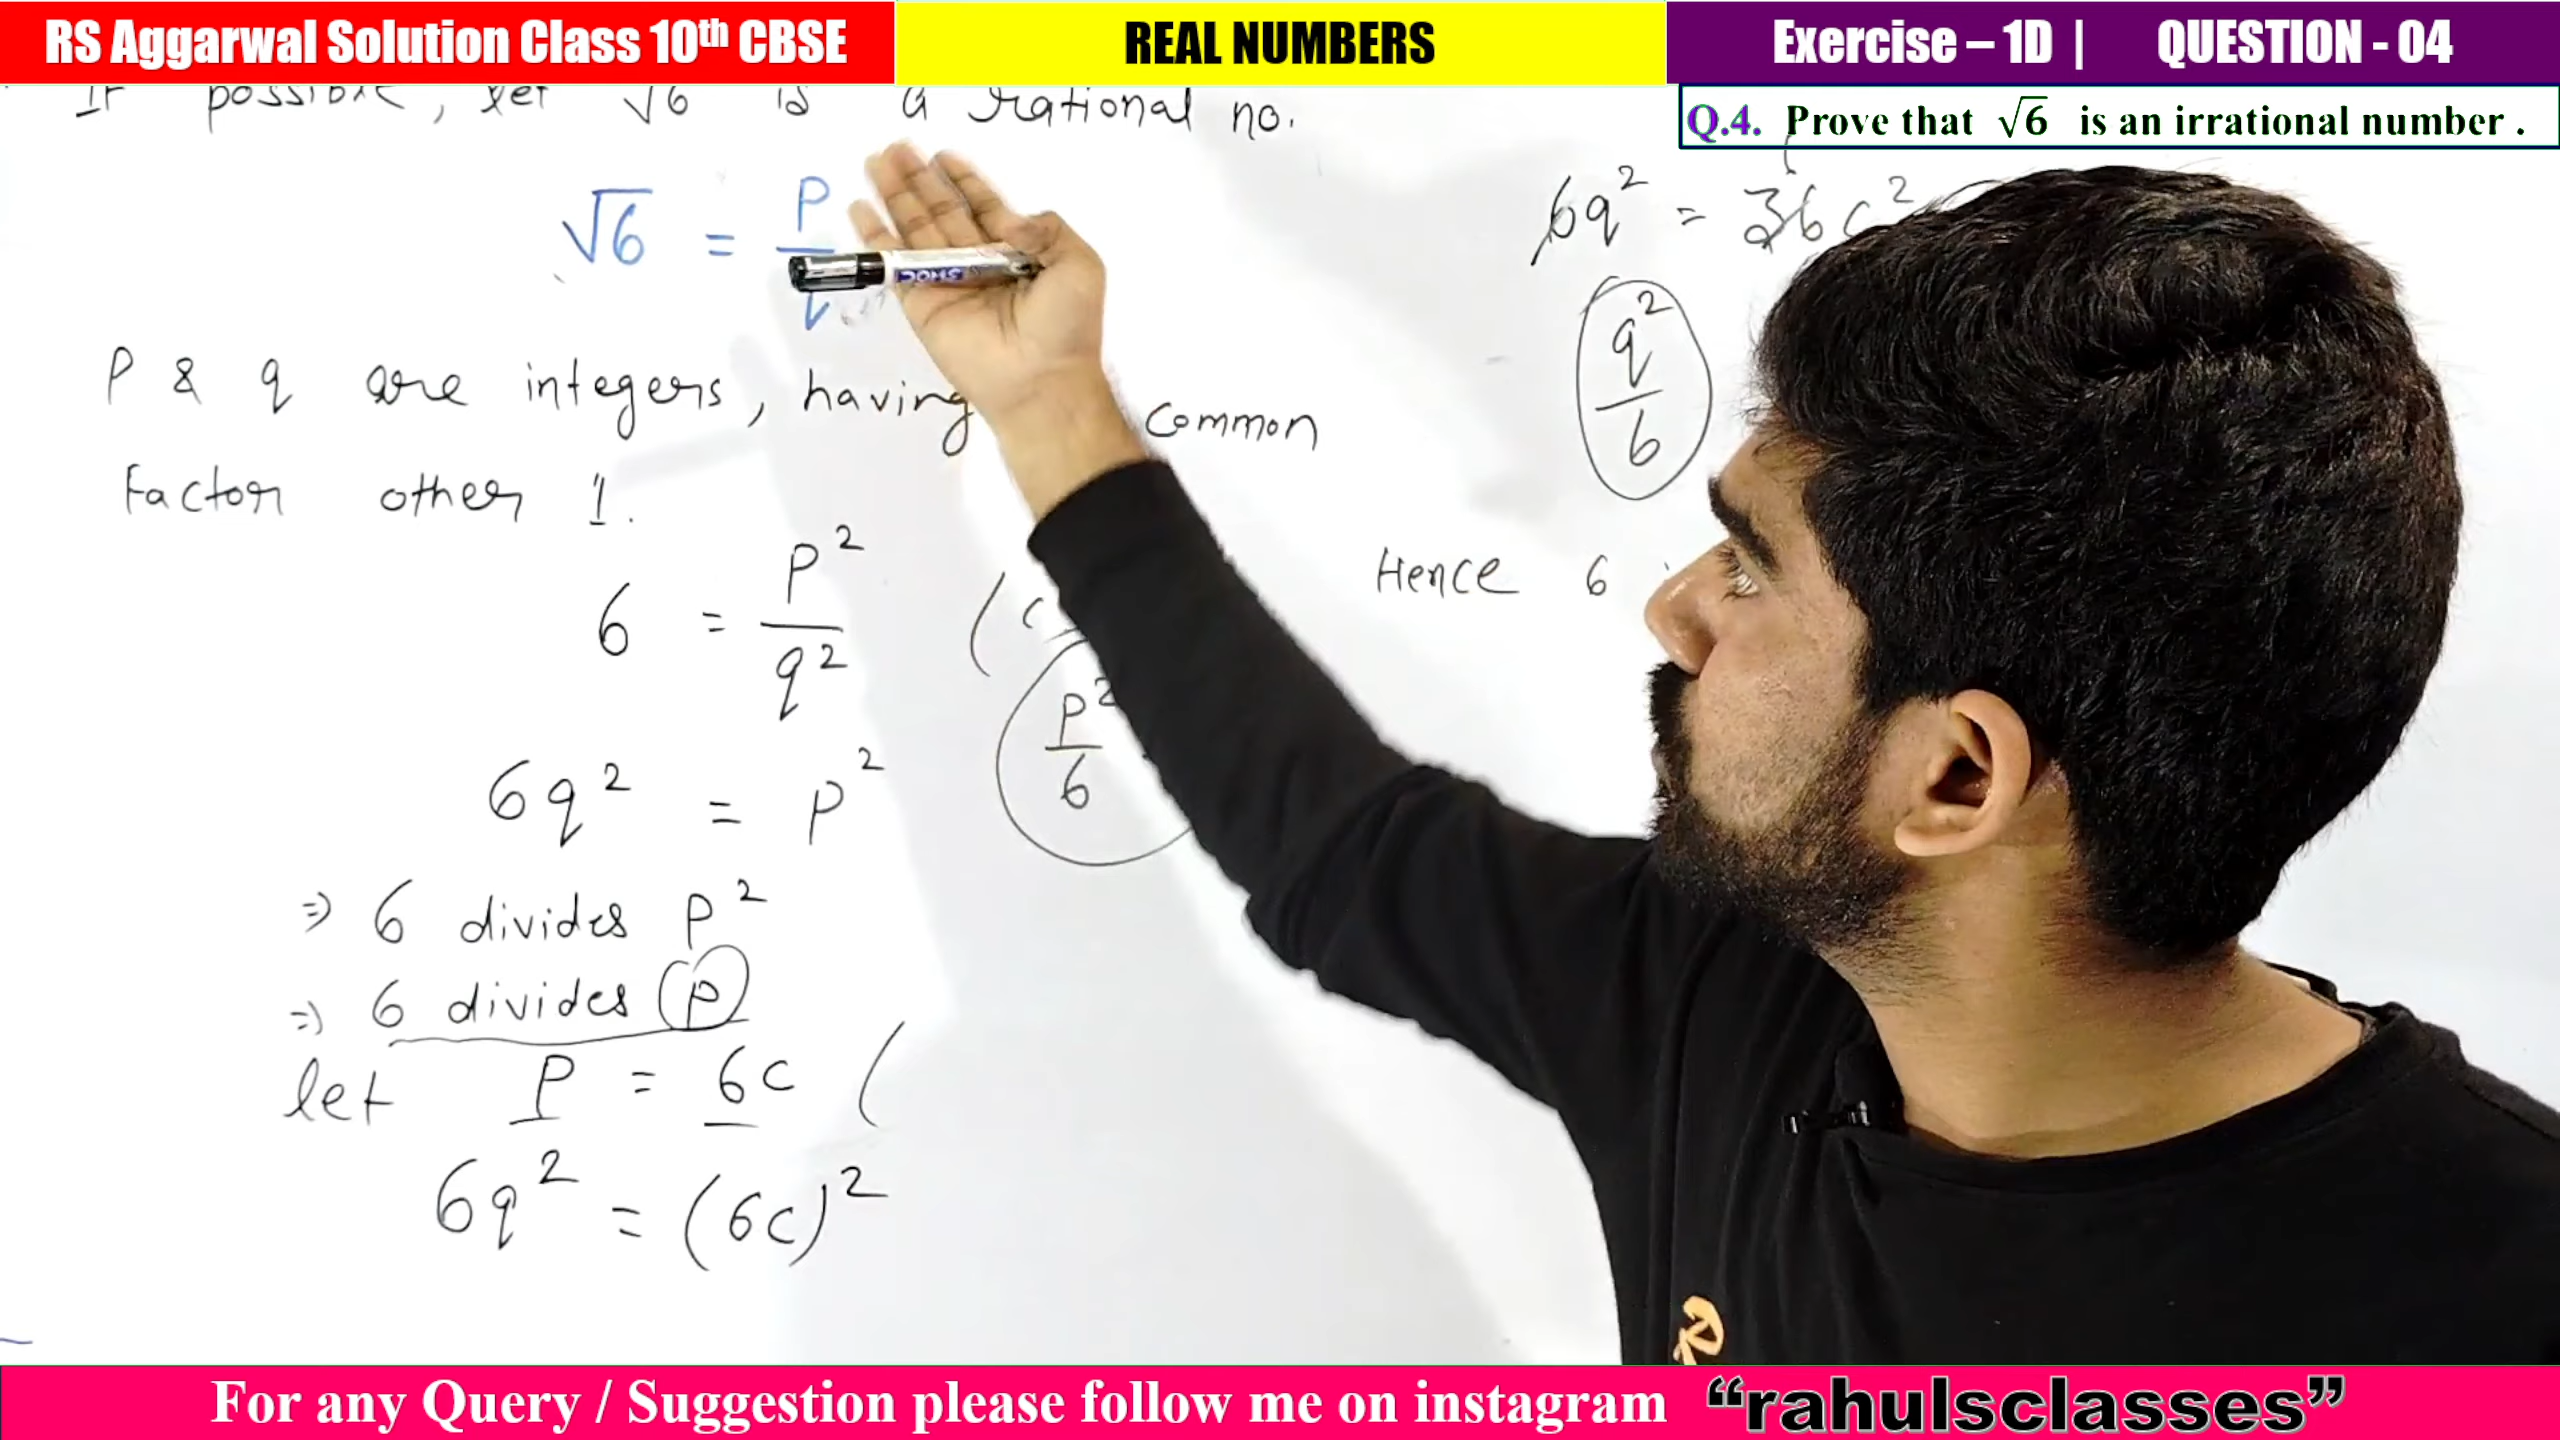 RS Aggarwal Solution Class 10th CBSE
REAL NUMBERS
Exercise – 1D | QUESTION - 04
Q.4. Prove that √6 is an irrational number .
If possible, let √6 is a rational no.
√6 = P
P & q are integers, having common
Factor other 1.
6 = P²/q²
P²/6
6q² = p²
⇒ 6 divides P²
⇒ 6 divides p
let P = 6c (
6q² = (6c)²
6q² = 36c²
q²/6
Hence 6
For any Query / Suggestion please follow me on instagram “rahulsclasses”